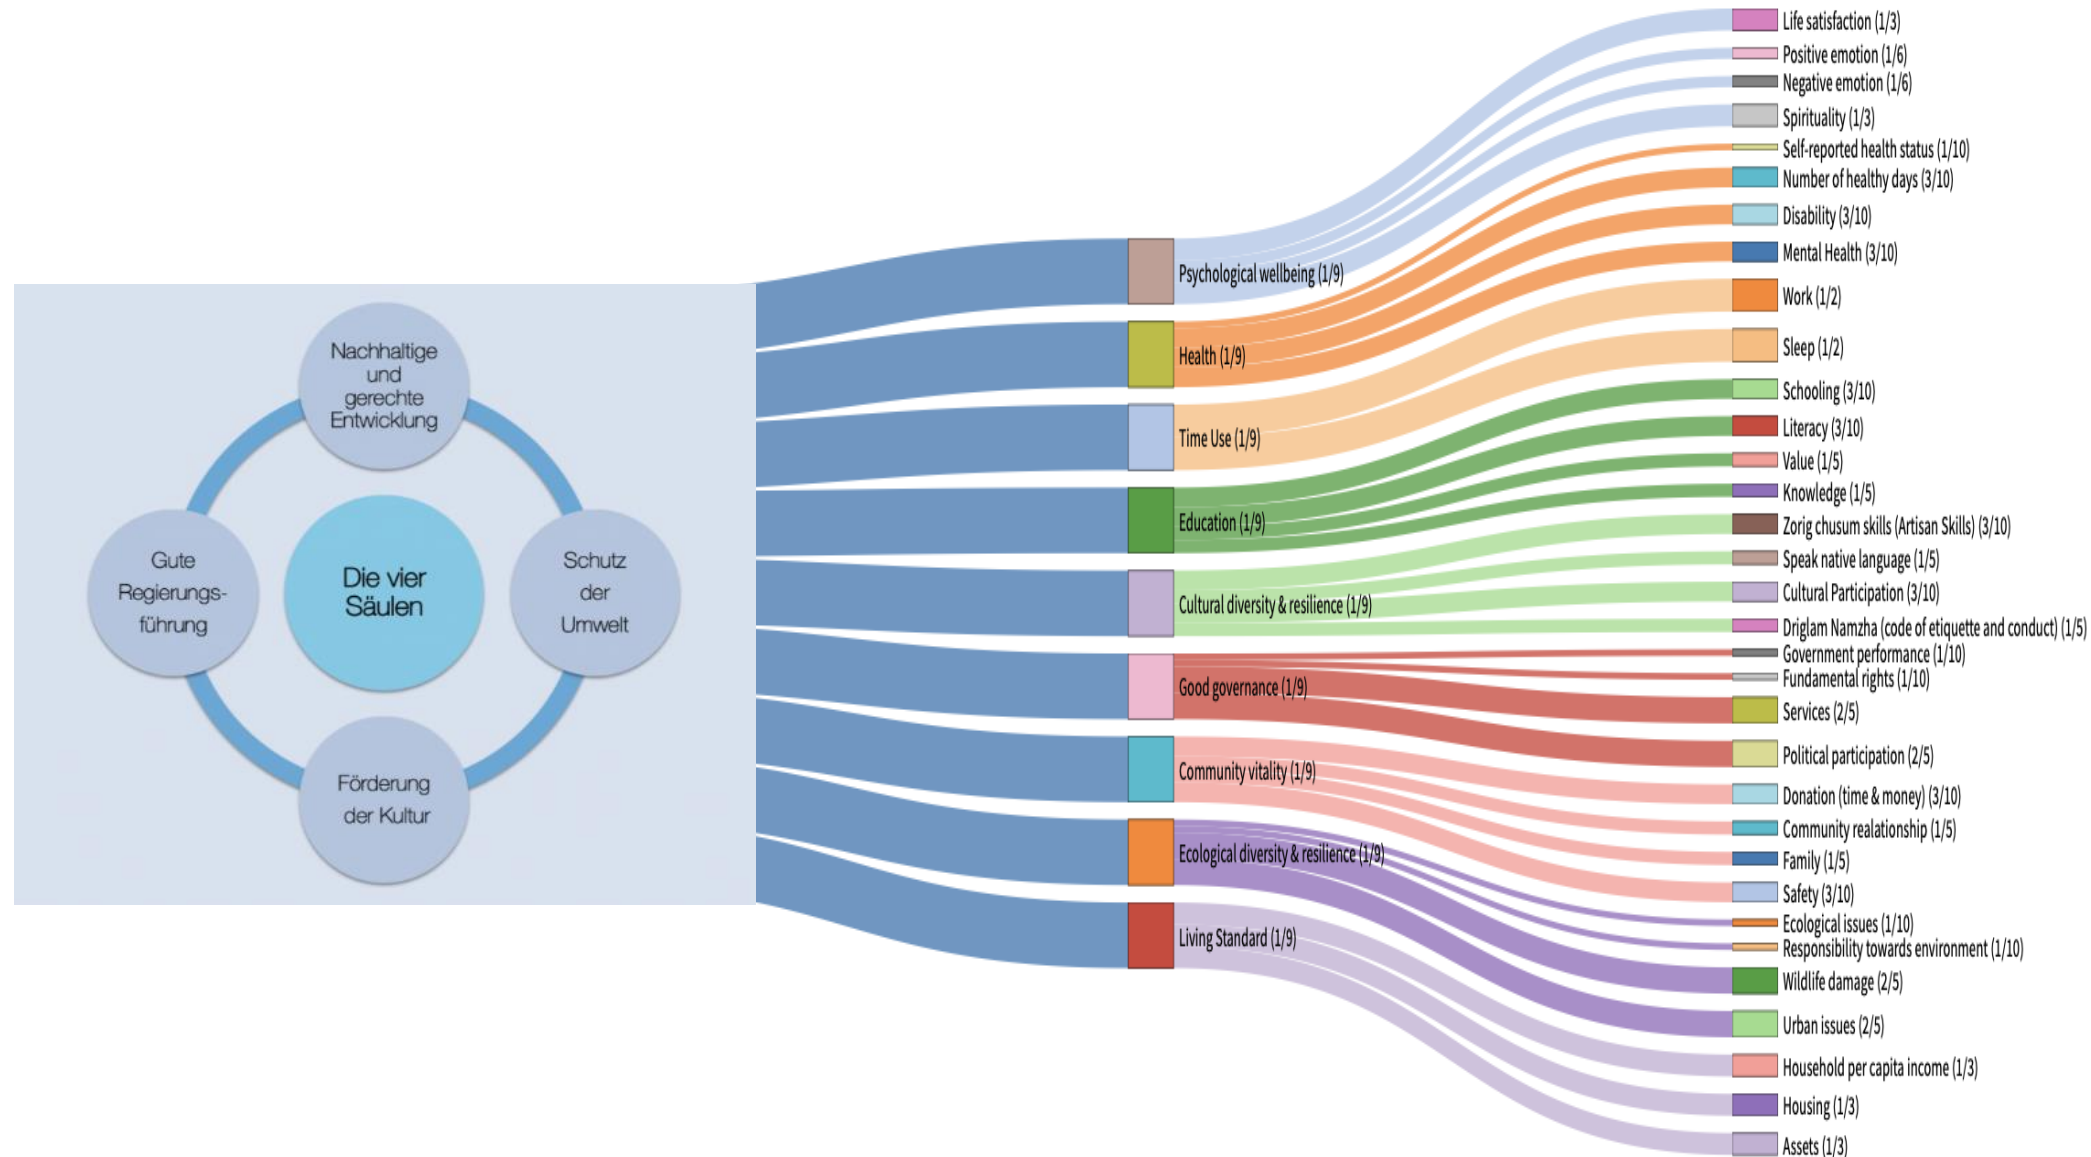 Nachhaltige
und
gerechte
Entwicklung
Gute
Regierungs-
führung
Die vier
Säulen
Schutz
der
Umwelt
Förderung
der Kultur
Psychological wellbeing (1/9)
Health (1/9)
Time Use (1/9)
Education (1/9)
Cultural diversity & resilience (1/9)
Good governance (1/9)
Community vitality (1/9)
Ecological diversity & resilience (1/9)
Living Standard (1/9)
Life satisfaction (1/3)
Positive emotion (1/6)
Negative emotion (1/6)
Spirituality (1/3)
Self-reported health status (1/10)
Number of healthy days (3/10)
Disability (3/10)
Mental Health (3/10)
Work (1/2)
Sleep (1/2)
Schooling (3/10)
Literacy (3/10)
Value (1/5)
Knowledge (1/5)
Zorig chusum skills (Artisan Skills) (3/10)
Speak native language (1/5)
Cultural Participation (3/10)
Driglam Namzha (code of etiquette and conduct) (1/5)
Government performance (1/10)
Fundamental rights (1/10)
Services (2/5)
Political participation (2/5)
Donation (time & money) (3/10)
Community realationship (1/5)
Family (1/5)
Safety (3/10)
Ecological issues (1/10)
Responsibility towards environment (1/10)
Wildlife damage (2/5)
Urban issues (2/5)
Household per capita income (1/3)
Housing (1/3)
Assets (1/3)